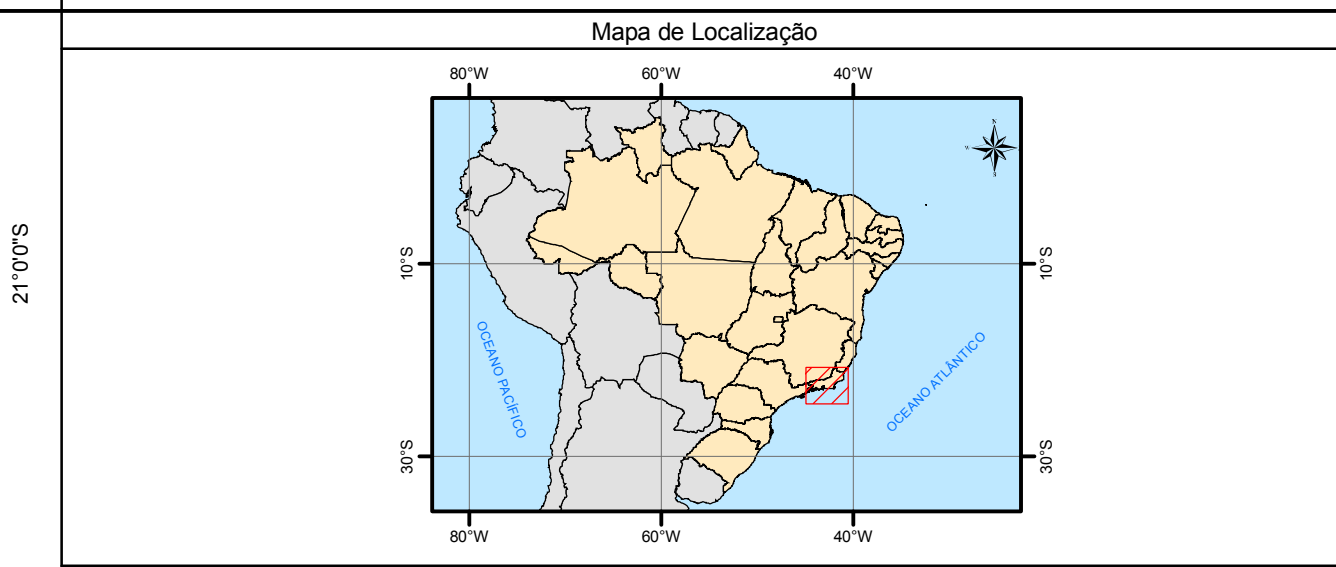 Mapa de Localização
80°W 60°W 40°W
N
W
S
21°0'0"S
10°S 10°S
OCEANO PACÍFICO
OCEANO ATLÂNTICO
30°S 30°S
80°W 60°W 40°W